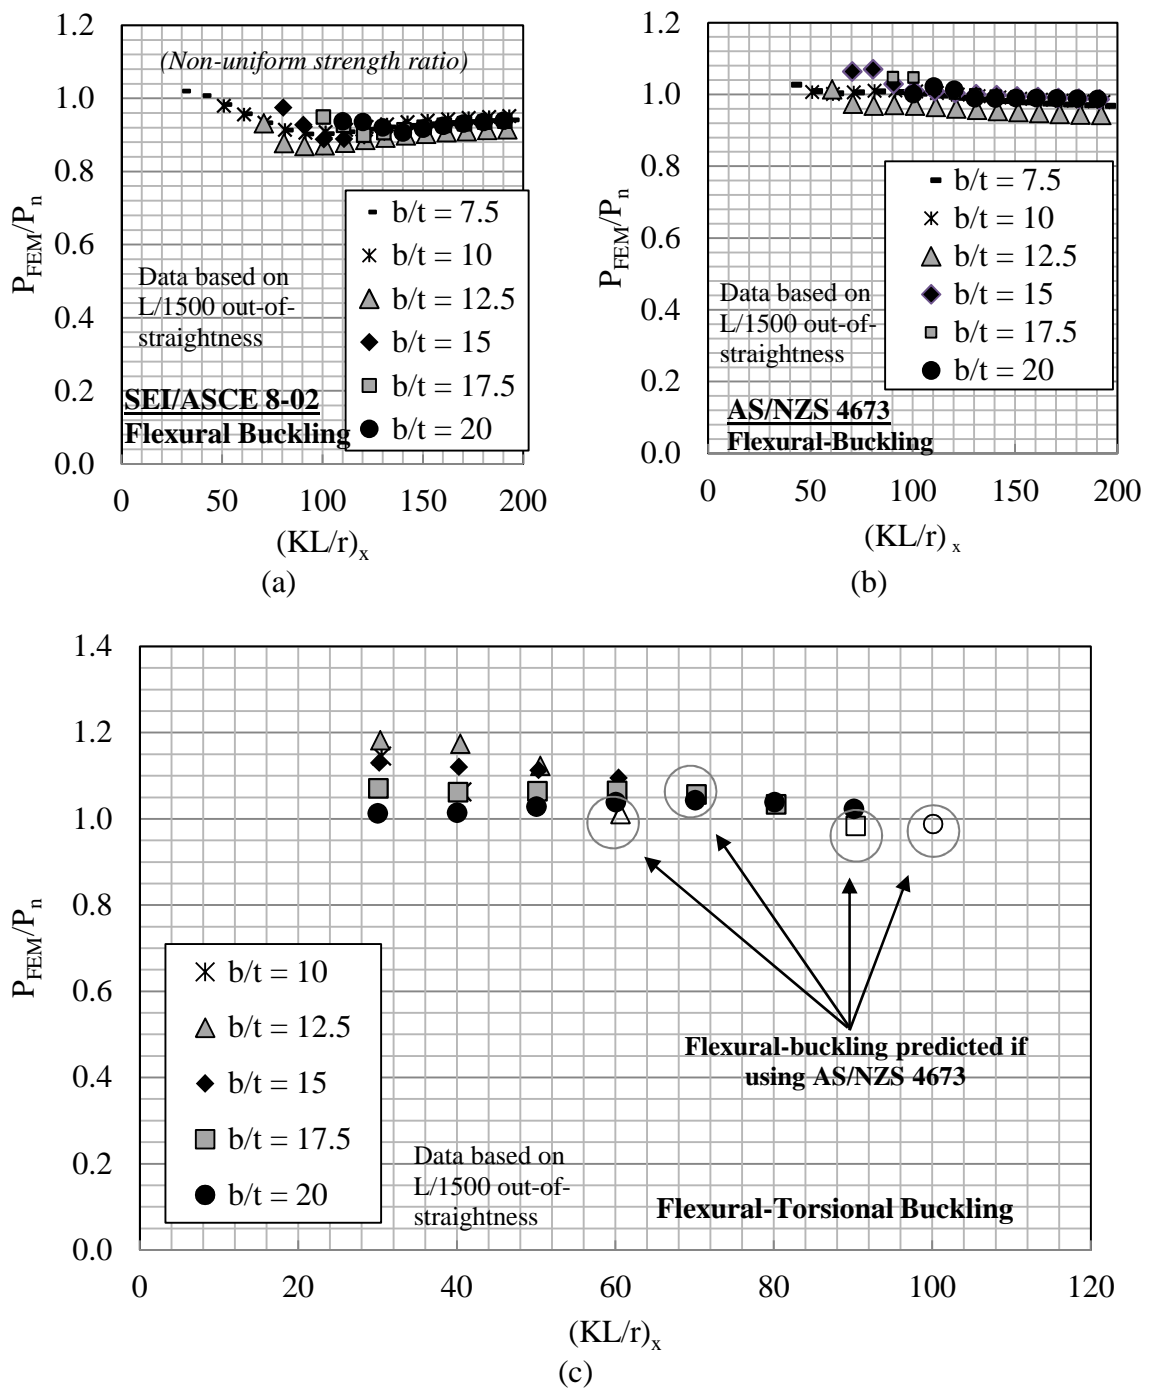 1.2
(Non-uniform strength ratio)
1.0
0.8
0.6
0.4
0.2
0.0
P_FEM/P_n
b/t = 7.5
b/t = 10
b/t = 12.5
b/t = 15
b/t = 17.5
b/t = 20
Data based on
L/1500 out-of-
straightness
SEI/ASCE 8-02
Flexural Buckling
0 50 100 150 200
(KL/r)_x
(a)
1.2
1.0
0.8
0.6
0.4
0.2
0.0
P_FEM/P_n
b/t = 7.5
b/t = 10
b/t = 12.5
b/t = 15
b/t = 17.5
b/t = 20
Data based on
L/1500 out-of-
straightness
AS/NZS 4673
Flexural-Buckling
0 50 100 150 200
(KL/r)_x
(b)
1.4
1.2
1.0
0.8
0.6
0.4
0.2
0.0
P_FEM/P_n
b/t = 10
b/t = 12.5
b/t = 15
b/t = 17.5
b/t = 20
Flexural-buckling predicted if
using AS/NZS 4673
Data based on
L/1500 out-of-
straightness
Flexural-Torsional Buckling
0 20 40 60 80 100 120
(KL/r)_x
(c)